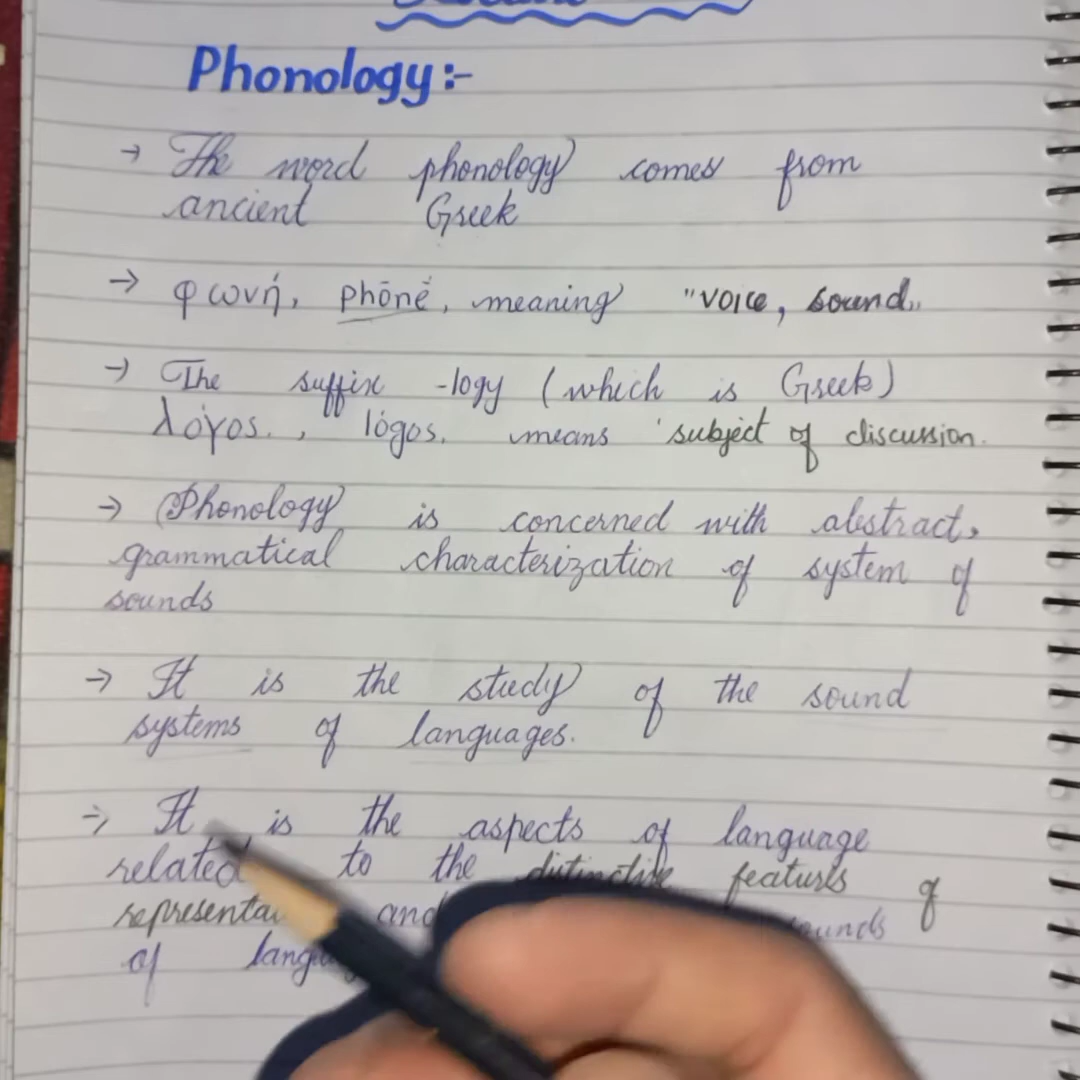 Phonology:-
→ The word phonology comes from
ancient Greek
→ φωνή, phōnḗ, meaning "voice, sound„
→ The suffix -logy (which is Greek)
λόγος., lógos. means 'subject of discussion.
→ Phonology is concerned with abstract,
grammatical characterization of system of
sounds
→ It is the study of the sound
systems of languages.
→ It is the aspects of language
related to the distinctive features of
and
of